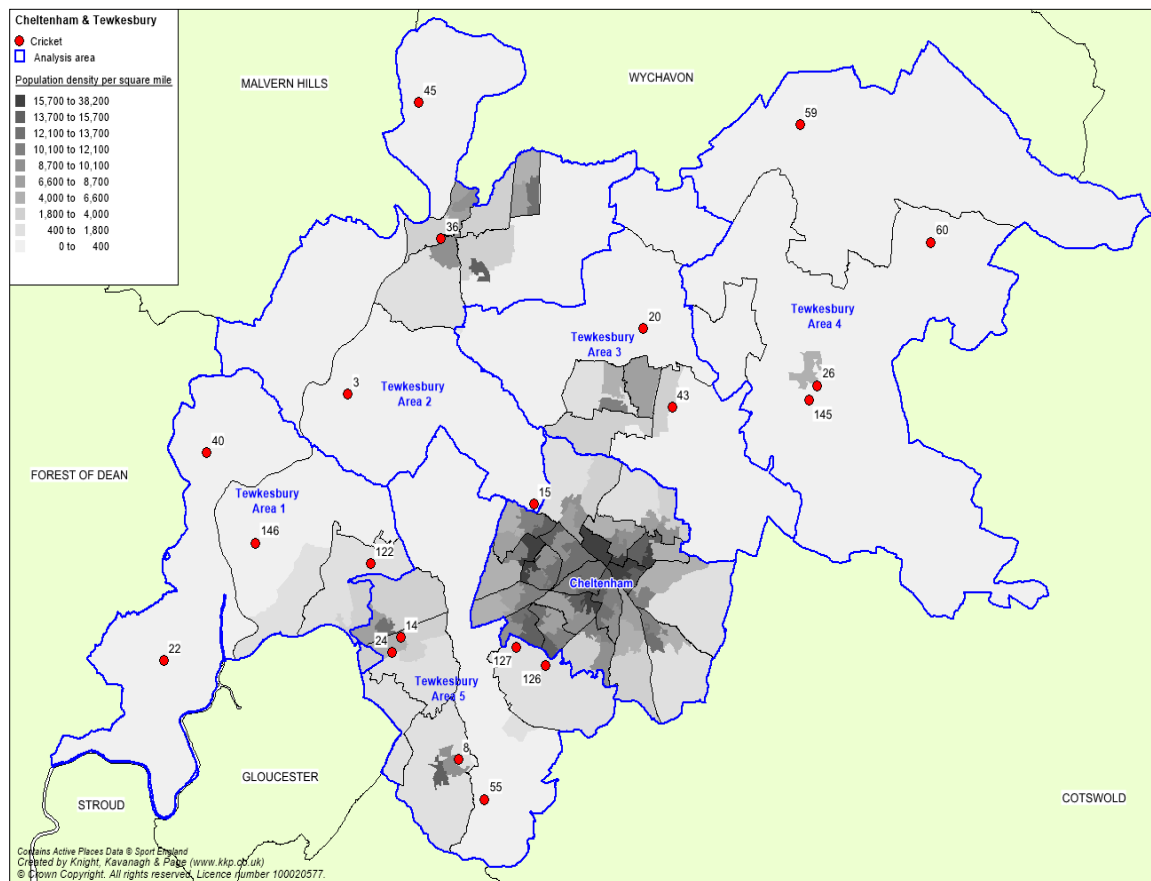 Cheltenham & Tewkesbury
Cricket
Analysis area
Population density per square mile
15,700 to 38,200
13,700 to 15,700
12,100 to 13,700
10,100 to 12,100
8,700 to 10,100
6,600 to 8,700
4,000 to 6,600
1,800 to 4,000
400 to 1,800
0 to 400
MALVERN HILLS
WYCHAVON
45
59
36
60
20
Tewkesbury
Area 3
Tewkesbury
Area 4
26
145
3
Tewkesbury
Area 2
43
40
FOREST OF DEAN
Tewkesbury
Area 1
15
146
122
Cheltenham
14
24
22
127
126
Tewkesbury
Area 5
8
55
GLOUCESTER
STROUD
COTSWOLD
Contains Active Places Data © Sport England
Created by Knight, Kavanagh & Page (www.kkp.co.uk)
© Crown Copyright. All rights reserved. Licence number 100020577.